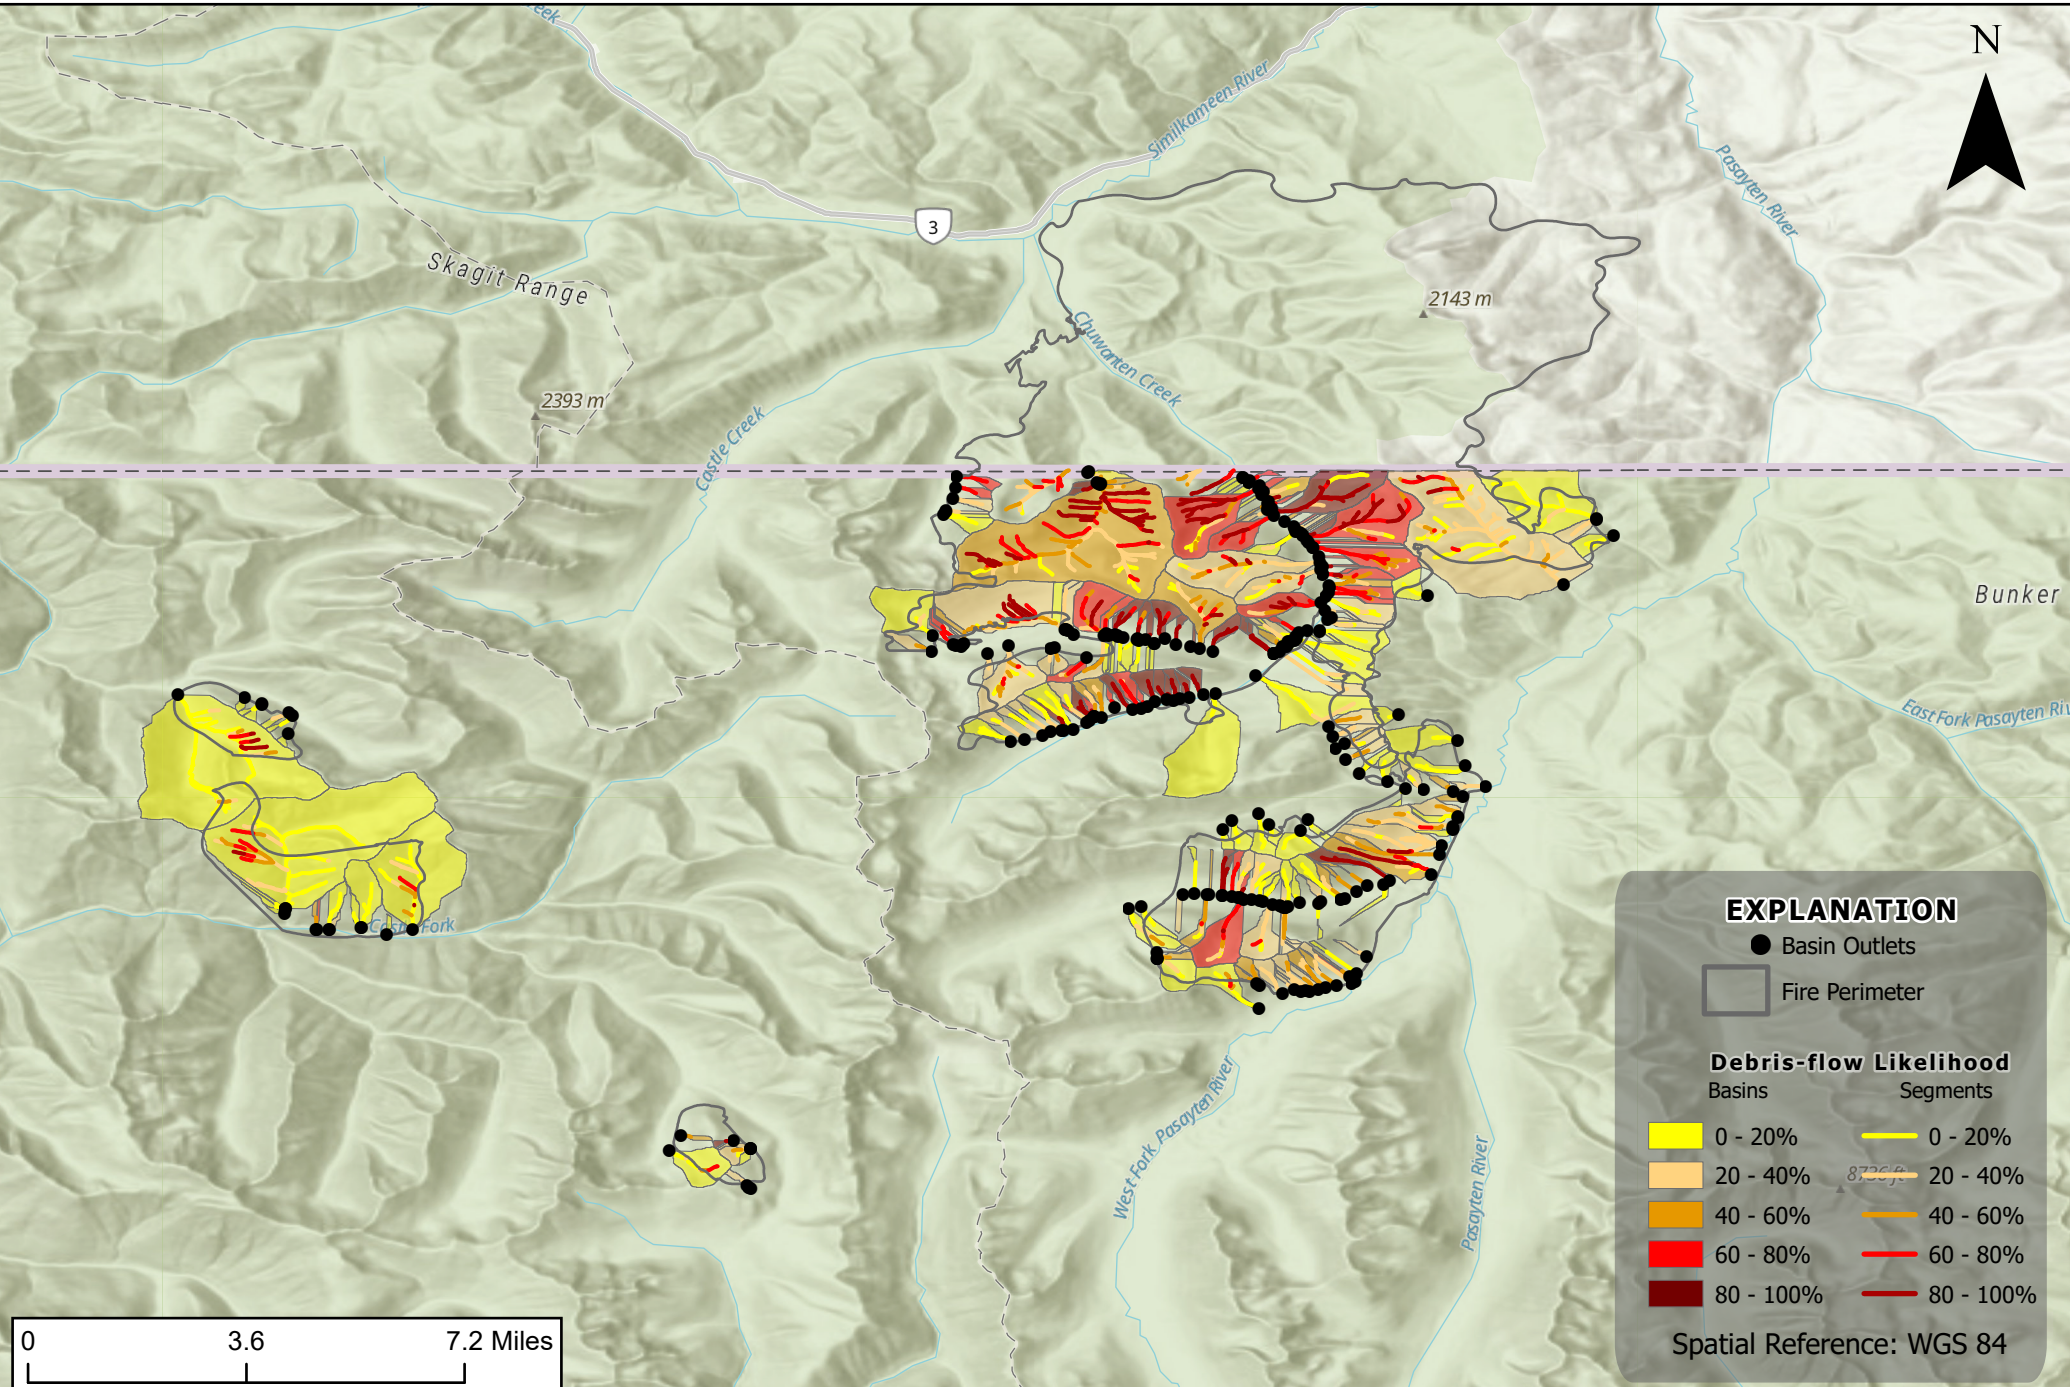 eek
N
Similkameen River
Pasayten River
3
Skagit Range
2143 m
Chuwanten Creek
2393 m
Castle Creek
Bunker
East Fork Pasayten Riv
Fork
EXPLANATION
Basin Outlets
Fire Perimeter
Debris-flow Likelihood
Basins Segments
0 - 20% 0 - 20%
20 - 40% 8736 ft 20 - 40%
40 - 60% 40 - 60%
60 - 80% 60 - 80%
80 - 100% 80 - 100%
Spatial Reference: WGS 84
West Fork Pasayten River
Pasayten River
0 3.6 7.2 Miles